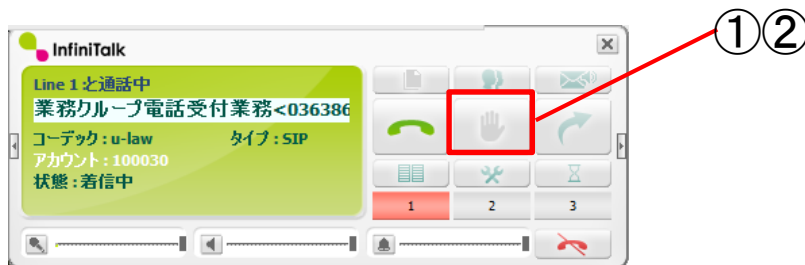 ①②
InfiniTalk
Line 1と通話中
業務グループ電話受付業務<036386
コーデック:u-law タイプ:SIP
アカウント:100030
状態:着信中
1 2 3